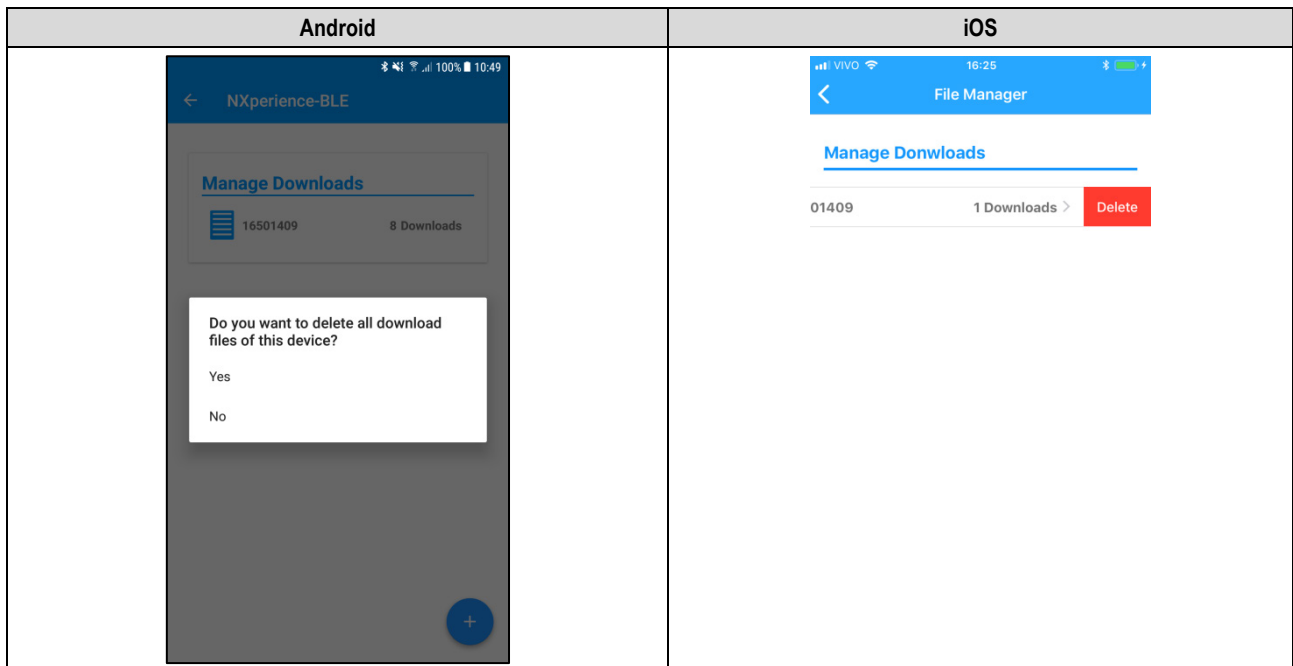 Android
iOS
100% 10:49
NXperience-BLE
Manage Downloads
16501409 8 Downloads
Do you want to delete all download
files of this device?
Yes
No
+
VIVO 16:25
File Manager
Manage Donwloads
01409 1 Downloads Delete